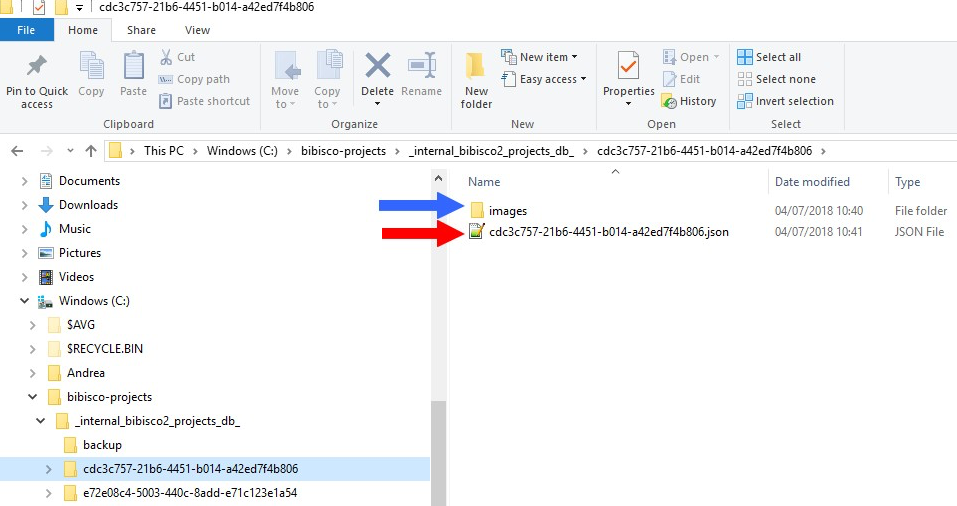 cdc3c757-21b6-4451-b014-a42ed7f4b806
File Home Share View
Pin to Quick access
Copy
Paste
Cut
Copy path
Paste shortcut
Clipboard
Move to
Copy to
Delete
Rename
Organize
New folder
New item
Easy access
New
Properties
Open
Edit
History
Open
Select all
Select none
Invert selection
Select
This PC > Windows (C:) > bibisco-projects > _internal_bibisco2_projects_db_ > cdc3c757-21b6-4451-b014-a42ed7f4b806 >
Documents
Downloads
Music
Pictures
Videos
Windows (C:)
$AVG
$RECYCLE.BIN
Andrea
bibisco-projects
_internal_bibisco2_projects_db_
backup
cdc3c757-21b6-4451-b014-a42ed7f4b806
e72e08c4-5003-440c-8add-e71c123e1a54
Name Date modified Type
images 04/07/2018 10:40 File folder
cdc3c757-21b6-4451-b014-a42ed7f4b806.json 04/07/2018 10:41 JSON File